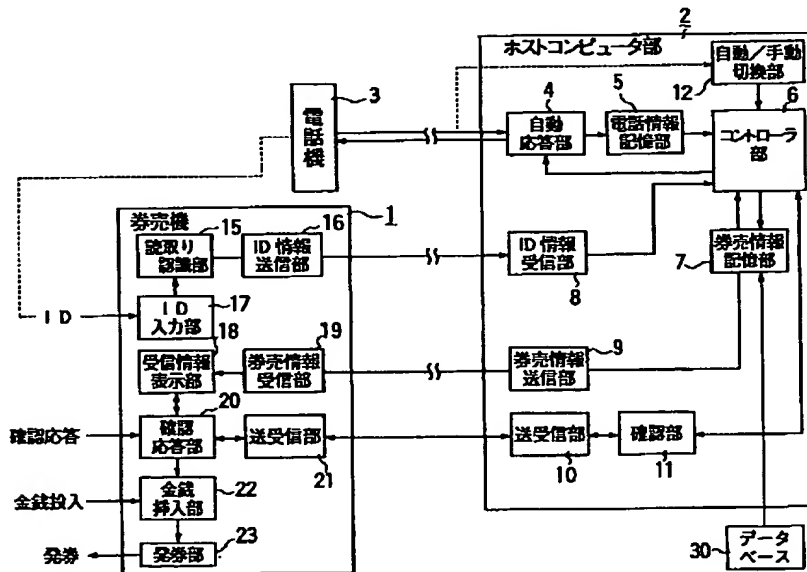 2
ホストコンピュータ部
自動/手動
切換部
12
6
3
電話機
4
自動
応答部
5
電話情報
記憶部
コントローラ
部
1
券売機
15
読取り
認識部
16
ID情報
送信部
ID情報
受信部
8
券売情報
記憶部
7
ID
17
ID
入力部
18
受信情報
表示部
19
券売情報
受信部
9
券売情報
送信部
確認応答
20
確認
応答部
送受信部
21
送受信部
10
確認部
11
金銭投入
金銭
挿入部
22
発券
発券部
23
30
データ
ベース